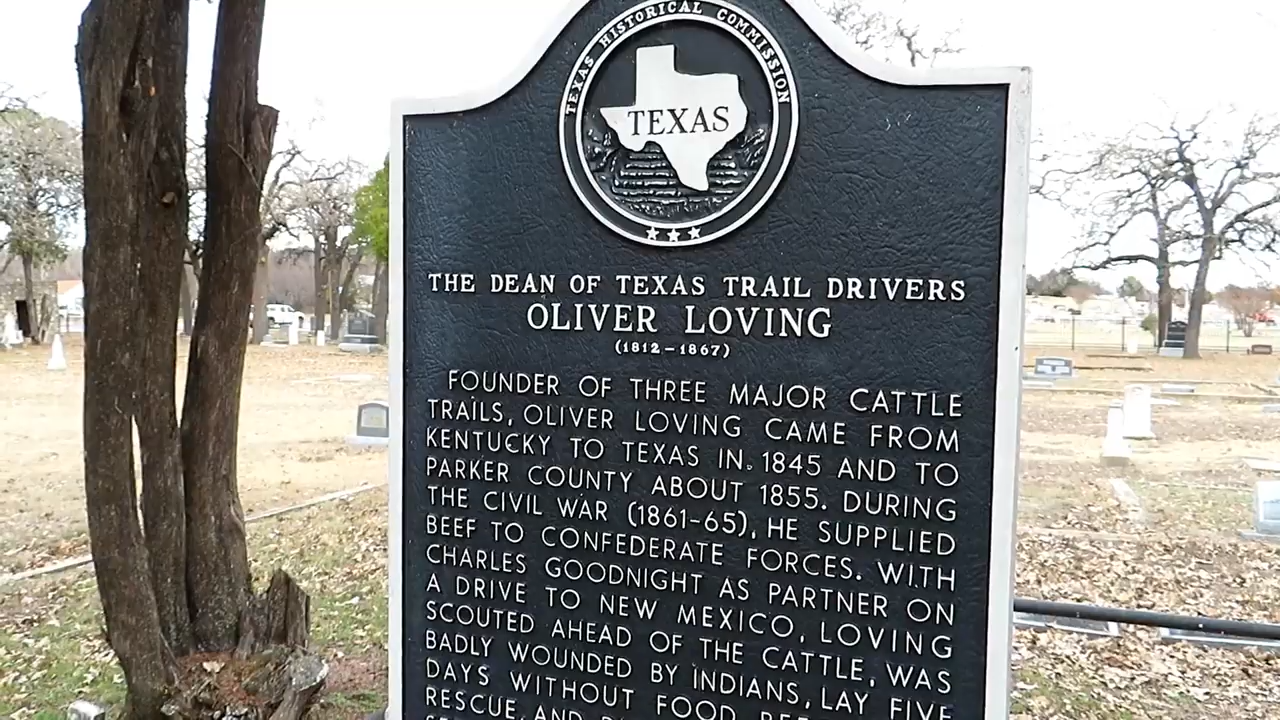 TEXAS HISTORICAL COMMISSION
TEXAS
THE DEAN OF TEXAS TRAIL DRIVERS
OLIVER LOVING
(1812-1867)
FOUNDER OF THREE MAJOR CATTLE
TRAILS, OLIVER LOVING CAME FROM
KENTUCKY TO TEXAS IN 1845 AND TO
PARKER COUNTY ABOUT 1855. DURING
THE CIVIL WAR (1861-65), HE SUPPLIED
BEEF TO CONFEDERATE FORCES. WITH
CHARLES GOODNIGHT AS PARTNER ON
A DRIVE TO NEW MEXICO, LOVING
SCOUTED AHEAD OF THE CATTLE, WAS
BADLY WOUNDED BY INDIANS, LAY FIVE
DAYS WITHOUT FOOD
RESCUE, AND